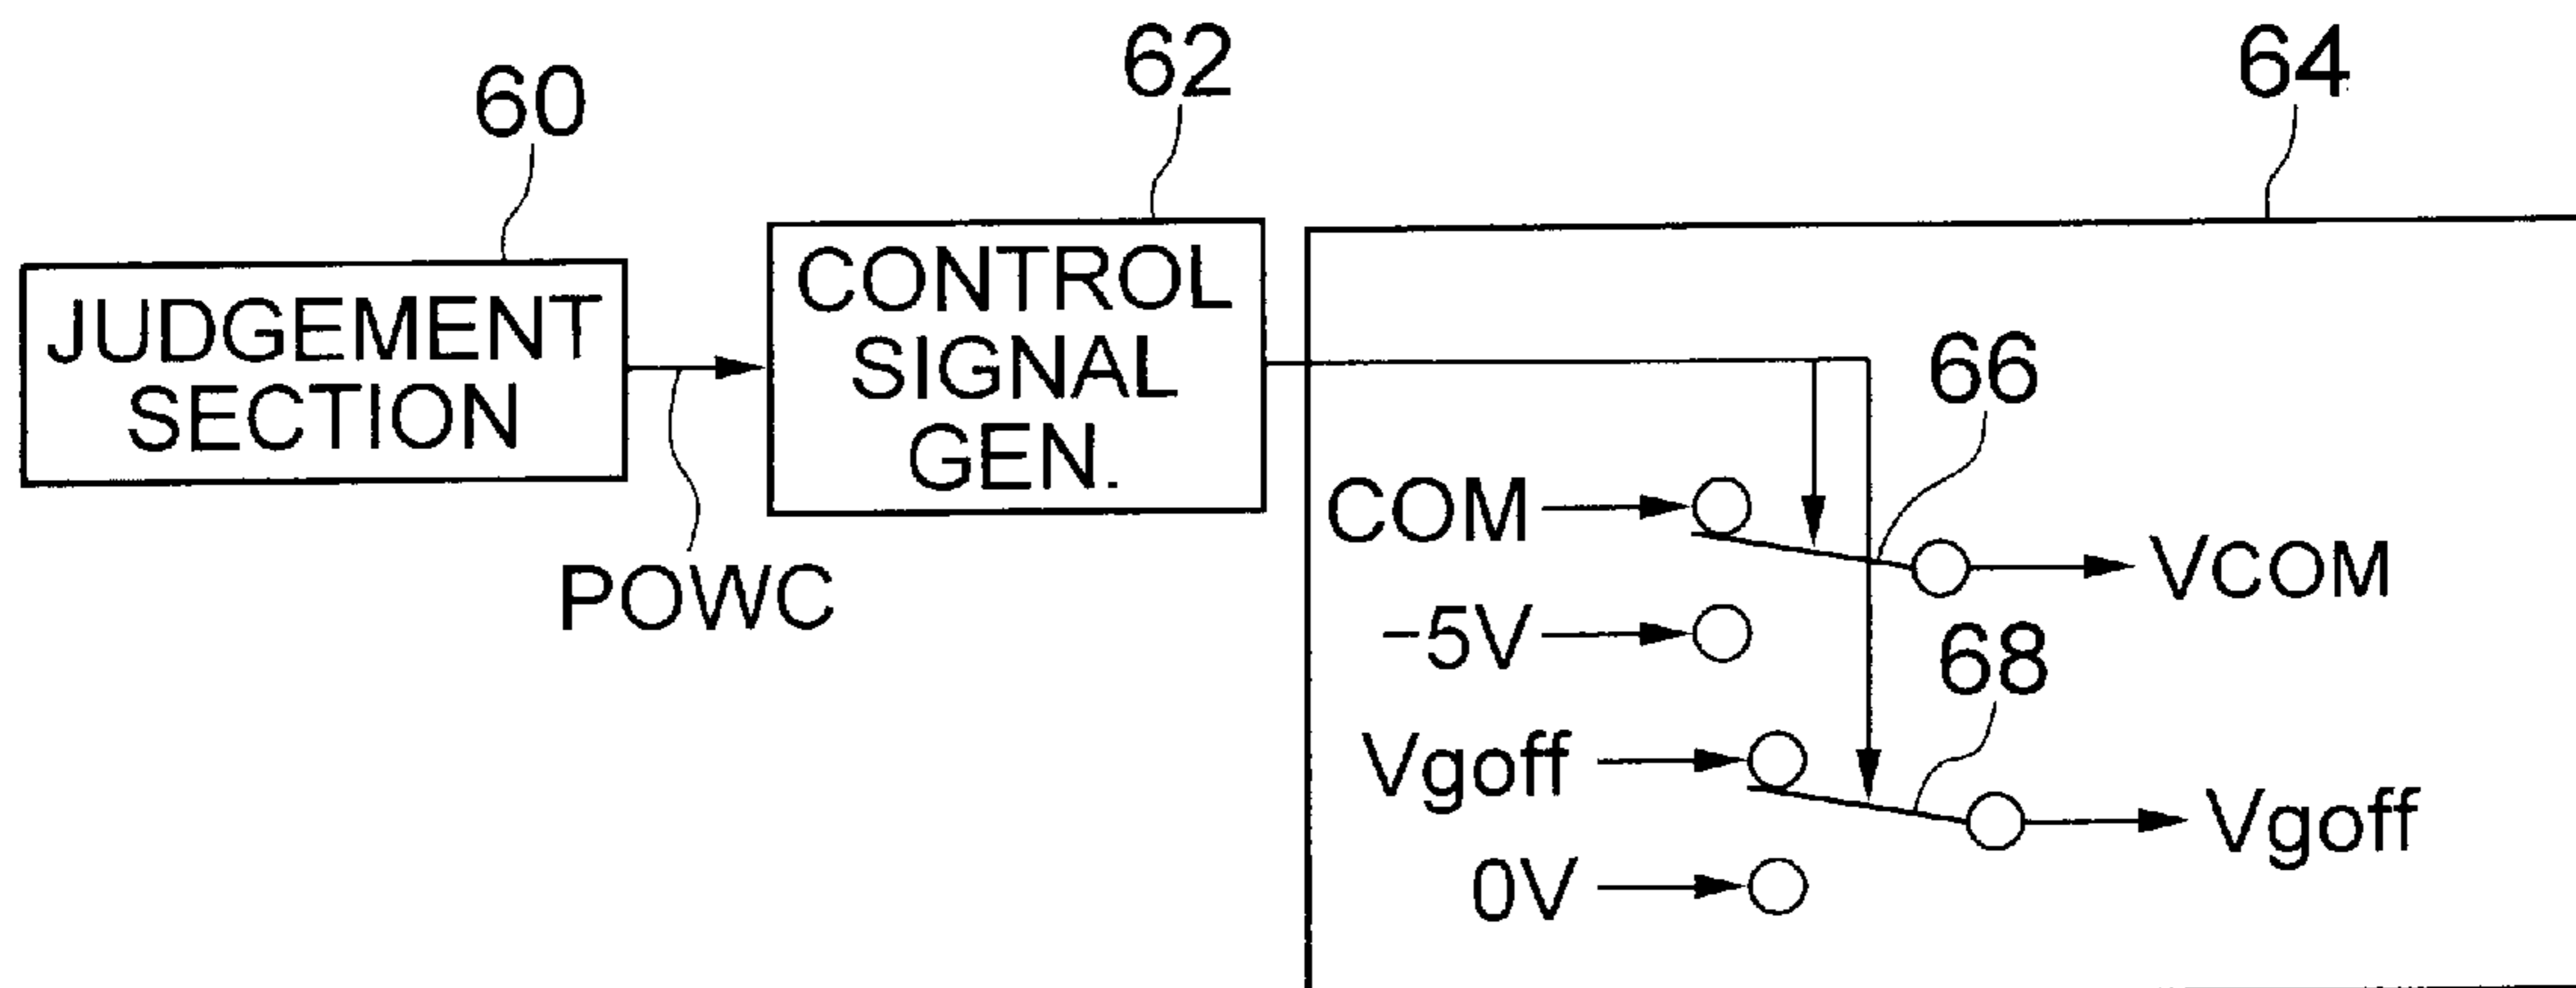 60
62
64
JUDGEMENT
SECTION
CONTROL
SIGNAL
GEN.
POWC
66
COM
VCOM
−5V
68
Vgoff
Vgoff
0V